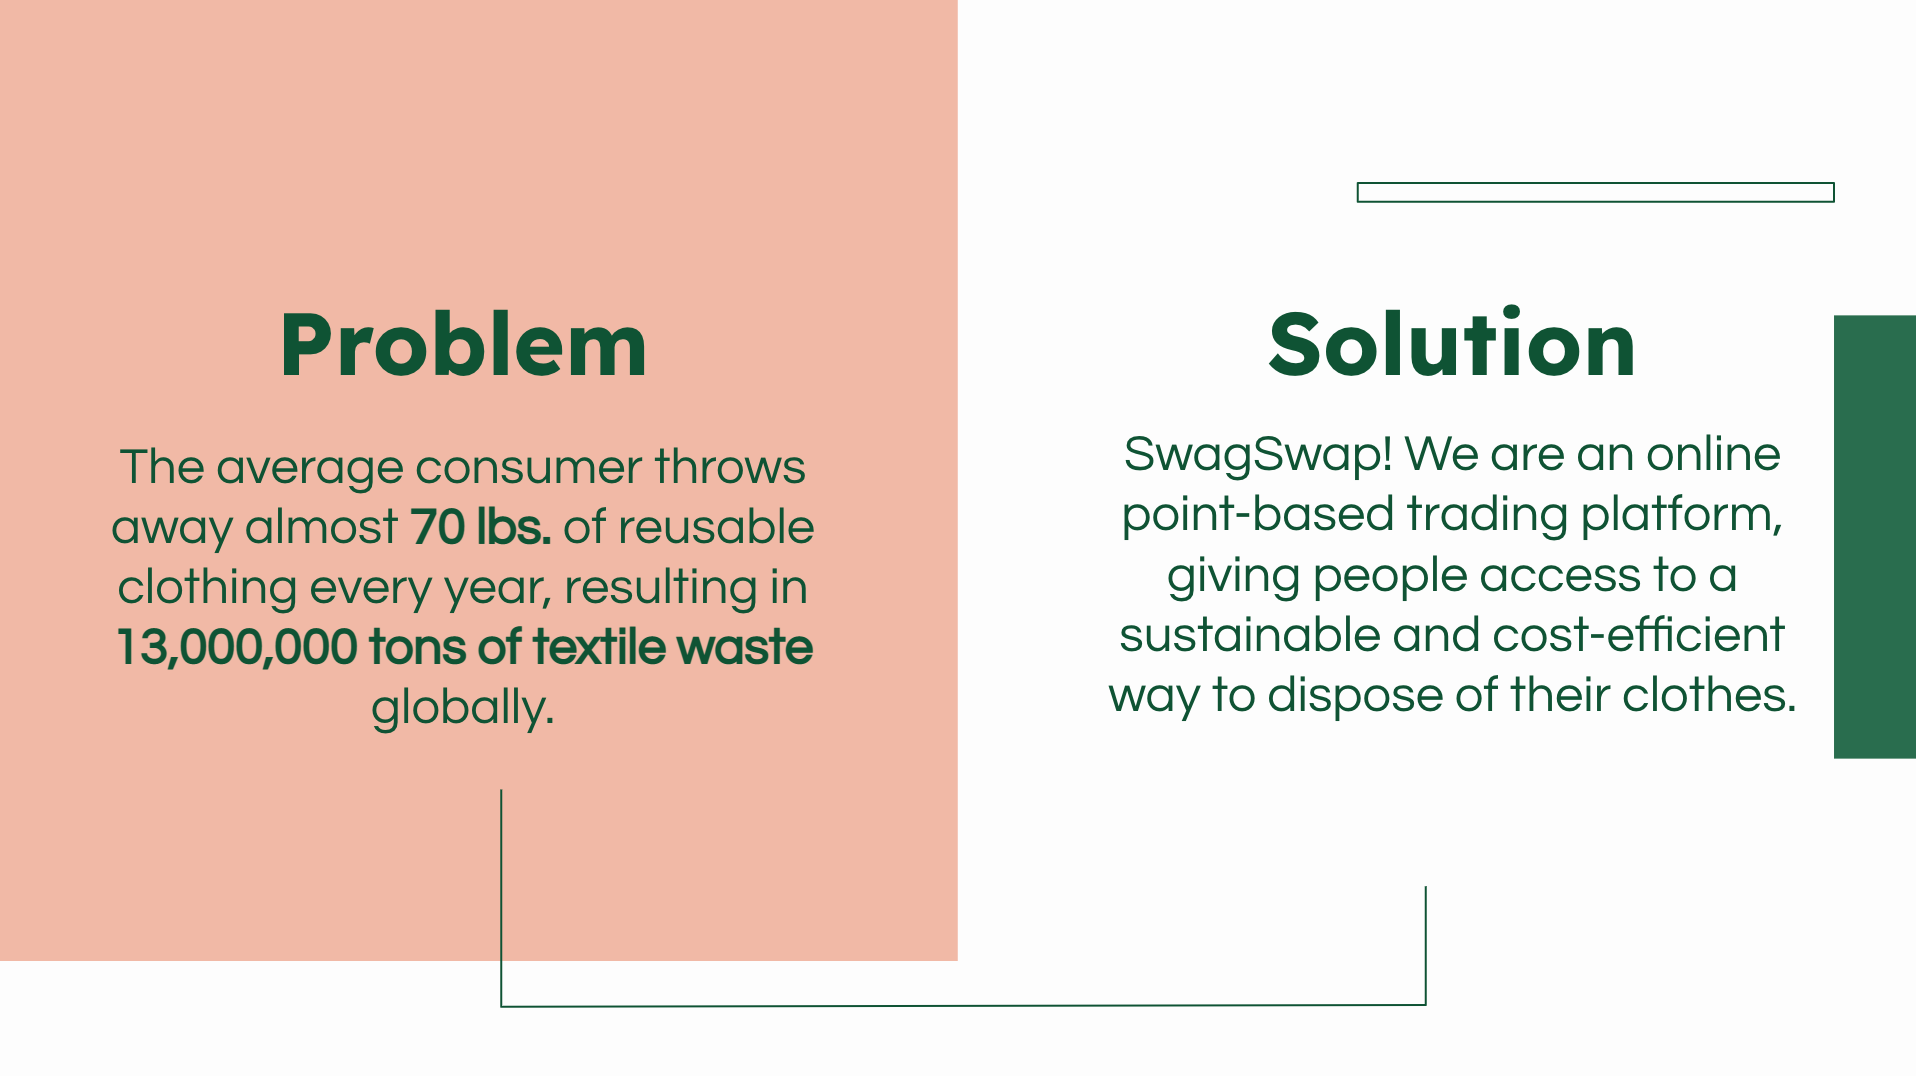 Problem
The average consumer throws
away almost 70 lbs. of reusable
clothing every year, resulting in
13,000,000 tons of textile waste
globally.
Solution
SwagSwap! We are an online
point-based trading platform,
giving people access to a
sustainable and cost-efficient
way to dispose of their clothes.